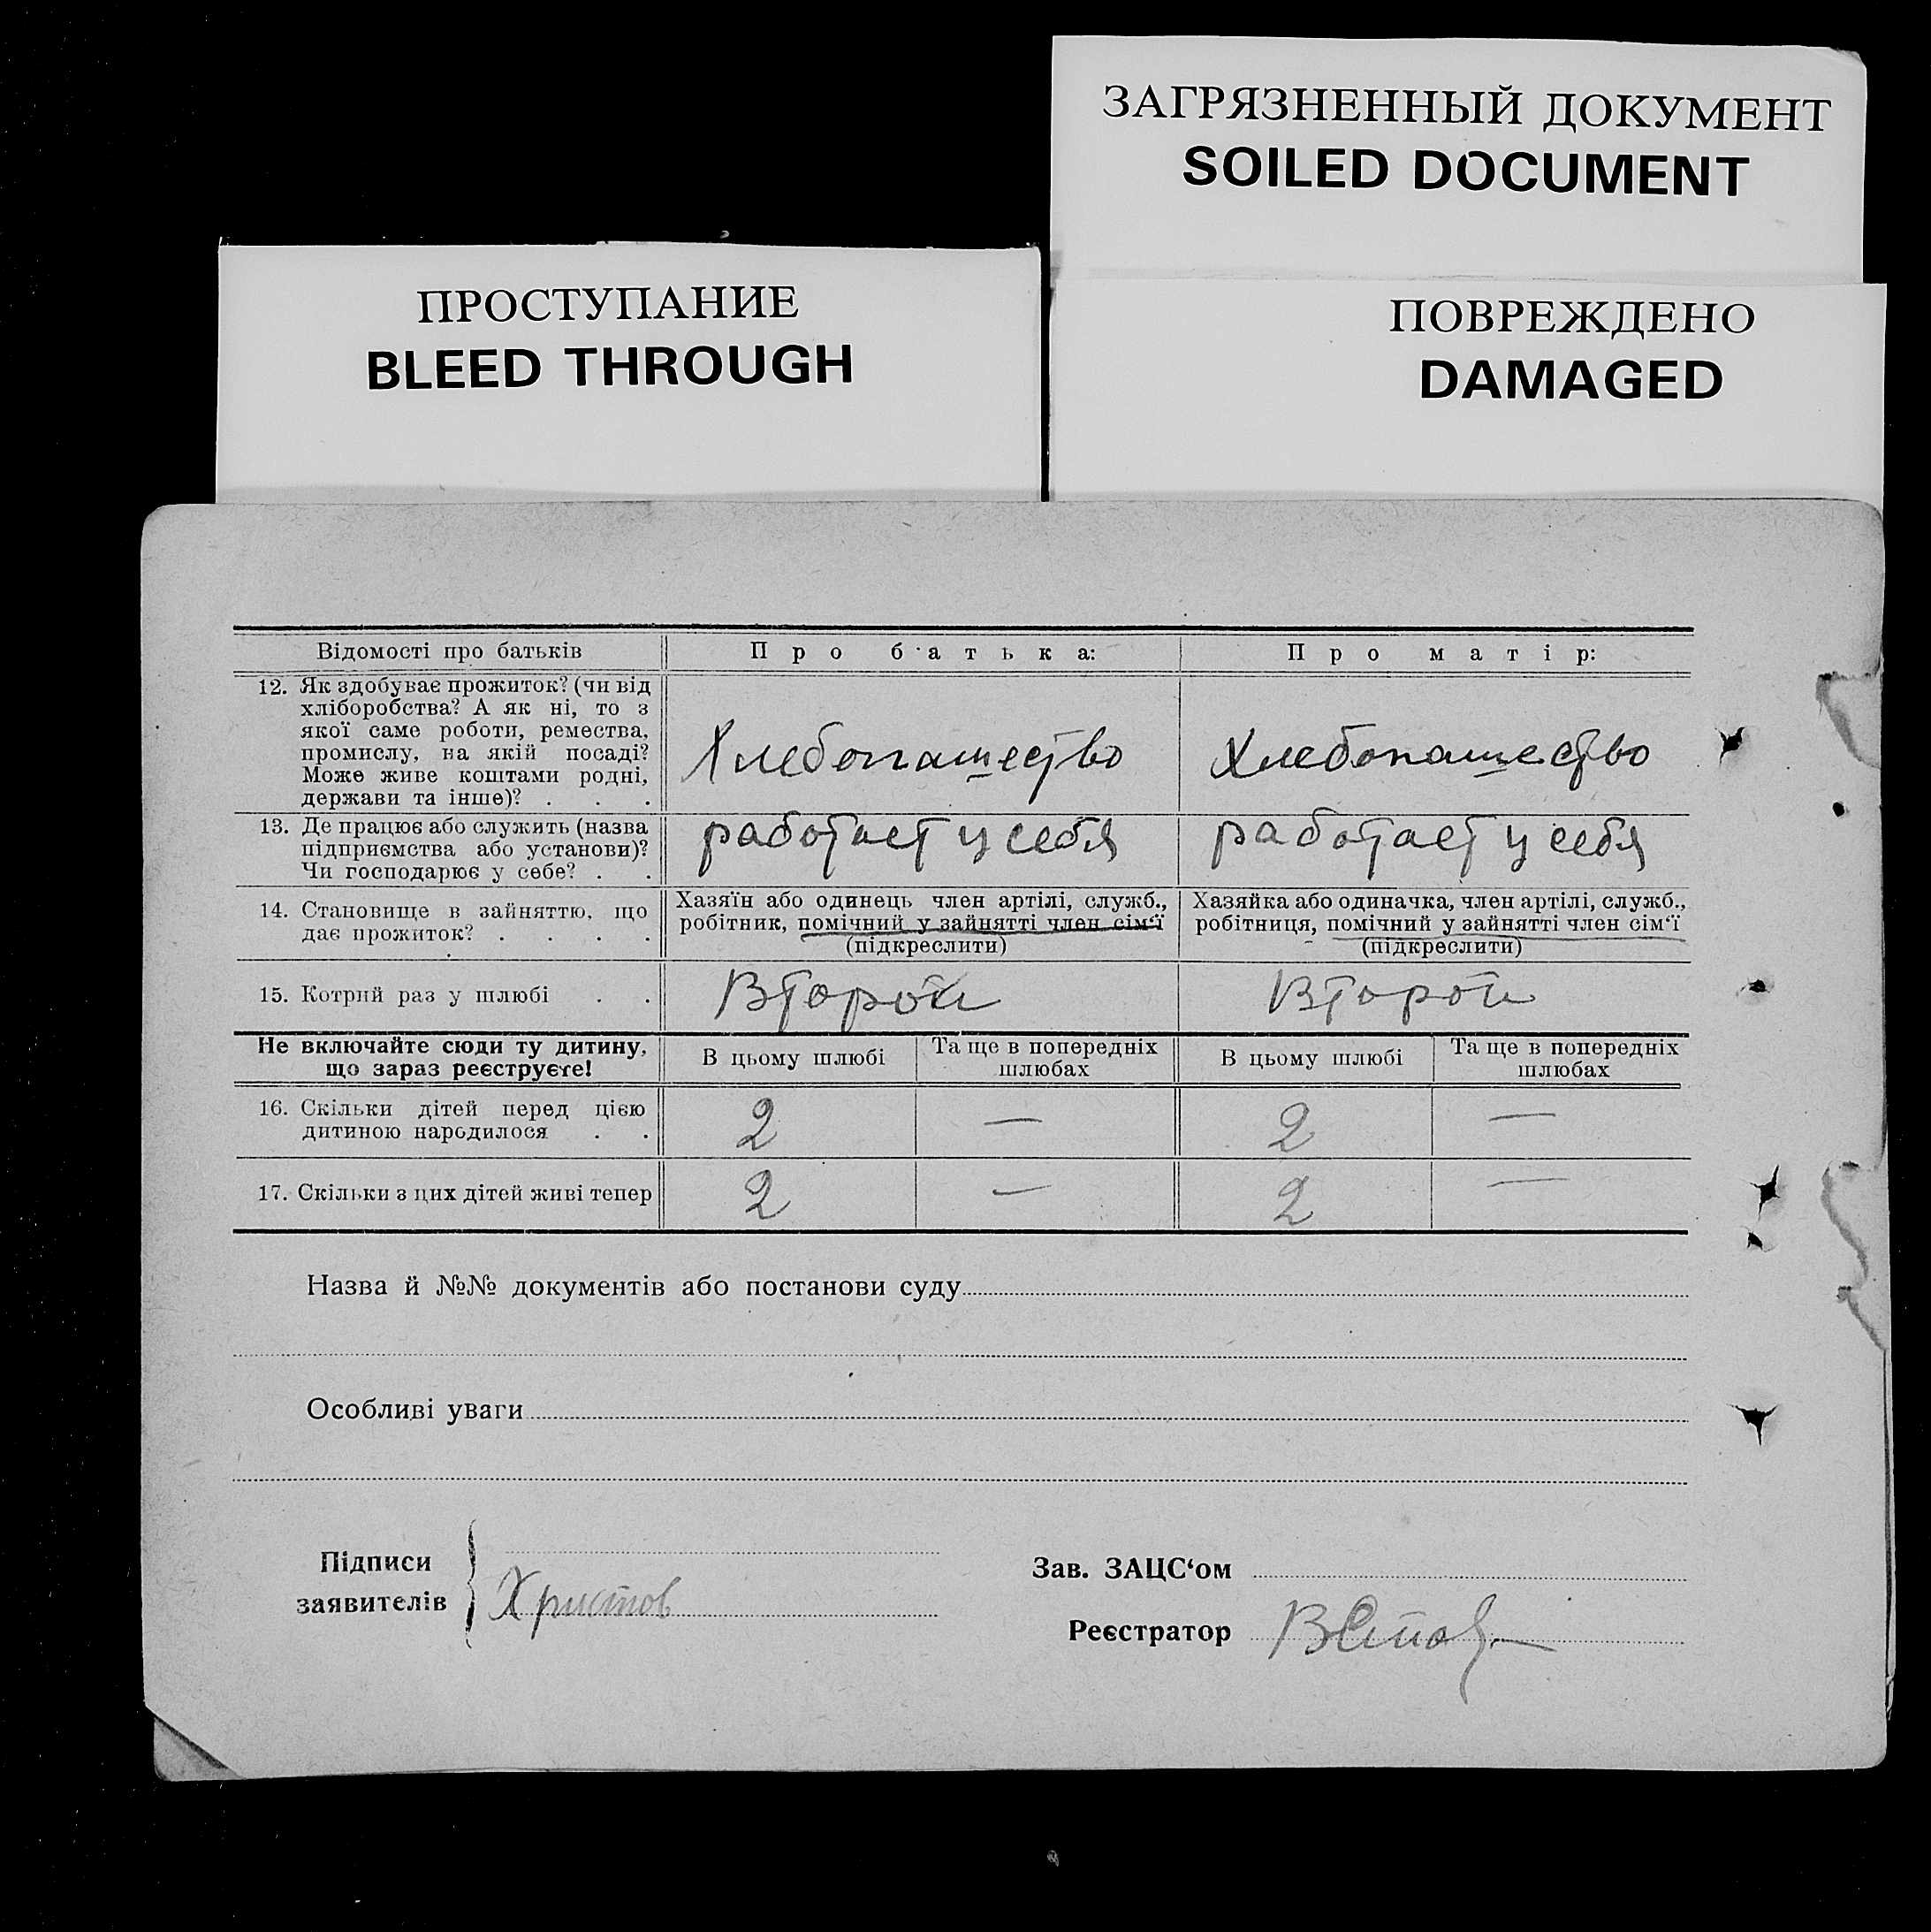 ЗАГРЯЗНЕННЫЙ ДОКУМЕНТ
SOILED DOCUMENT
ПРОСТУПАНИЕ
BLEED THROUGH
ПОВРЕЖДЕНО
DAMAGED
Відомості про батьків
Про батька:
Про матір:
12. Як здобуває прожиток? (чи від
хліборобства? А як ні, то з
якої саме роботи, ремества,
промислу, на якій посаді?
Може живе коштами родні,
держави та інше)? . . .
Хлебопашество
Хлебопашество
13. Де працює або служить (назва
підприємства або установи)?
Чи господарює у себе? . .
работает у себя
работает у себя
14. Становище в зайняттю, що
дає прожиток? . . . .
Хазяїн або одинець член артілі, служб.,
робітник, помічний у зайнятті член сім‘ї
(підкреслити)
Хазяйка або одиначка, член артілі, служб.,
робітниця, помічний у зайнятті член сім‘ї
(підкреслити)
15. Котрий раз у шлюбі . .
Второй
Второй
Не включайте сюди ту дитину,
що зараз реєструєте!
В цьому шлюбі
Та ще в попередніх
шлюбах
В цьому шлюбі
Та ще в попередніх
шлюбах
16. Скільки дітей перед цією
дитиною народилося . .
2
—
2
—
17. Скільки з цих дітей живі тепер
2
—
2
—
Назва й №№ документів або постанови суду
Особливі уваги
Підписи
заявителів
Христов
Зав. ЗАЦС‘ом
Реєстратор